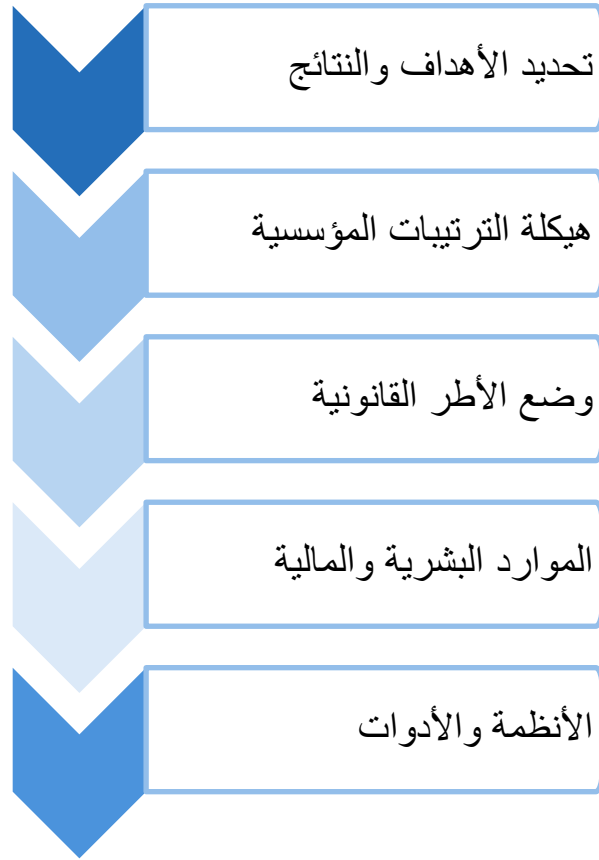 تحديد الأهداف والنتائج
هيكلة الترتيبات المؤسسية
وضع الأطر القانونية
الموارد البشرية والمالية
الأنظمة والأدوات